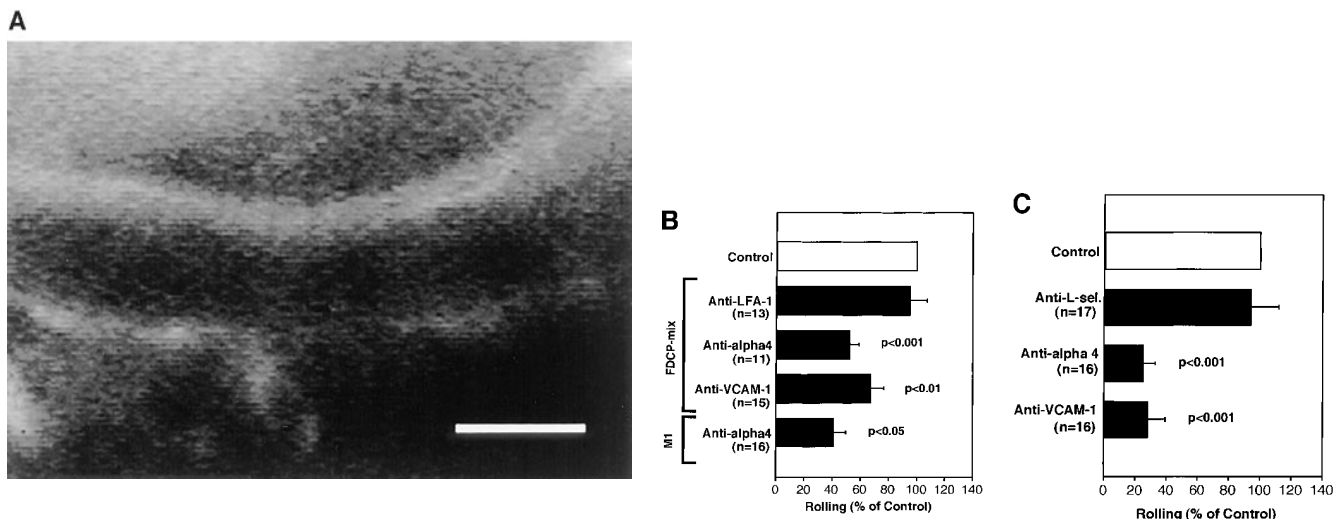 A
B
Control
FDCP-mix
Anti-LFA-1
(n=13)
Anti-alpha4
(n=11)
p<0.001
Anti-VCAM-1
(n=15)
p<0.01
M1
Anti-alpha4
(n=16)
p<0.05
0 20 40 60 80 100 120 140
Rolling (% of Control)
C
Control
Anti-L-sel.
(n=17)
Anti-alpha 4
(n=16)
p<0.001
Anti-VCAM-1
(n=16)
p<0.001
0 20 40 60 80 100 120 140
Rolling (% of Control)